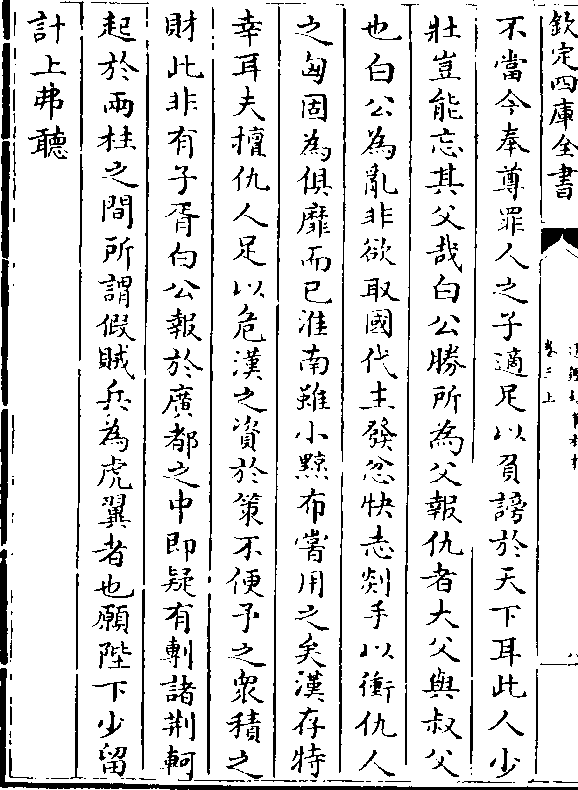 欽定四庫全書
卷二上
不當今奉尊罪人之子適足以負謗於天下耳此人少
壯豈能忘其父哉白公勝所為父報仇者大父與叔父
也白公為亂非欲取國代主發忿快志剡手以衝仇人
之匈固為俱靡而已淮南雖小黥布嘗用之矣漢存特
幸耳夫擅仇人足以危漢之資於策不便予之衆積之
財此非有子胥白公報於廣都之中即疑有剸諸荆軻
起於兩柱之間所謂假賊兵為虎翼者也願陛下少留
計上弗聽